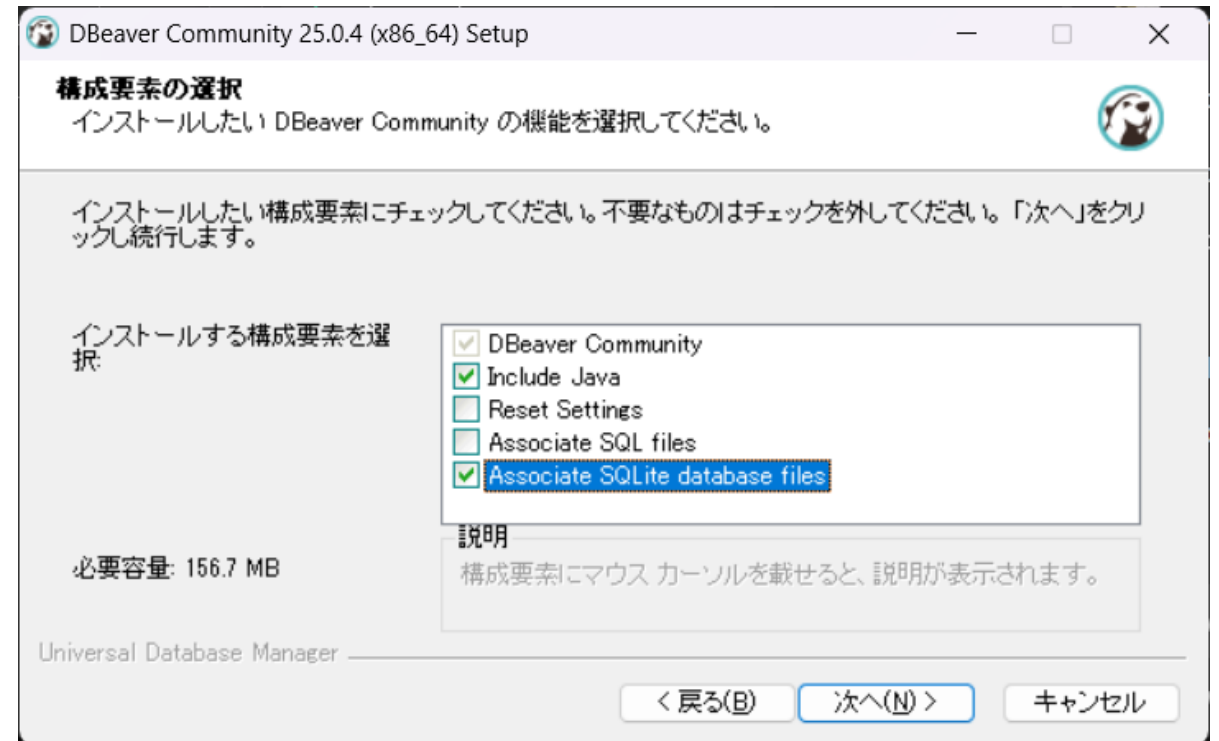 DBeaver Community 25.0.4 (x86_64) Setup
構成要素の選択
インストールしたい DBeaver Community の機能を選択してください。
インストールしたい構成要素にチェックしてください。不要なものはチェックを外してください。「次へ」をクリ
ックし続行します。
インストールする構成要素を選
択:
DBeaver Community
Include Java
Reset Settings
Associate SQL files
Associate SQLite database files
説明
構成要素にマウス カーソルを載せると、説明が表示されます。
必要容量: 156.7 MB
Universal Database Manager
< 戻る(B)
次へ(N) >
キャンセル